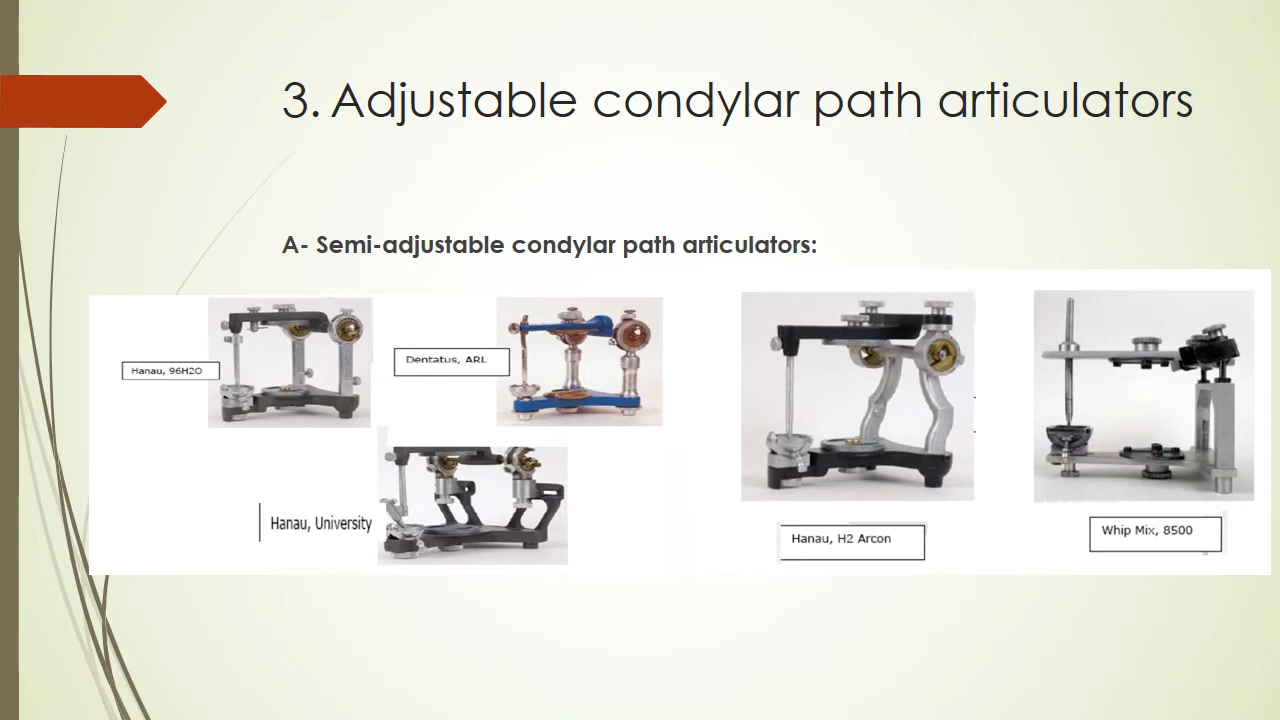 3. Adjustable condylar path articulators
A- Semi-adjustable condylar path articulators:
Hanau, 96H2O
Dentatus, ARL
Hanau, University
Hanau, H2 Arcon
Whip Mix, 8500